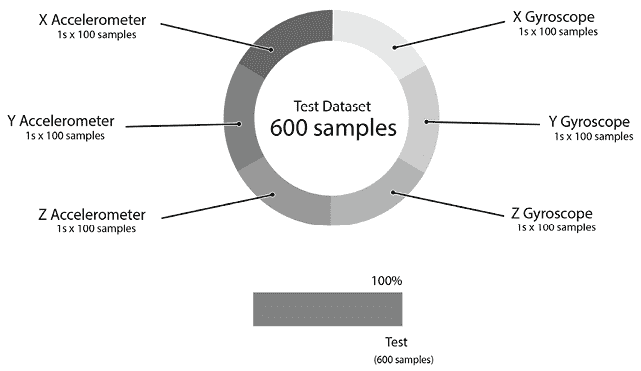 X Accelerometer
1s x 100 samples
X Gyroscope
1s x 100 samples
Y Accelerometer
1s x 100 samples
Test Dataset
600 samples
Y Gyroscope
1s x 100 samples
Z Accelerometer
1s x 100 samples
Z Gyroscope
1s x 100 samples
100%
Test
(600 samples)